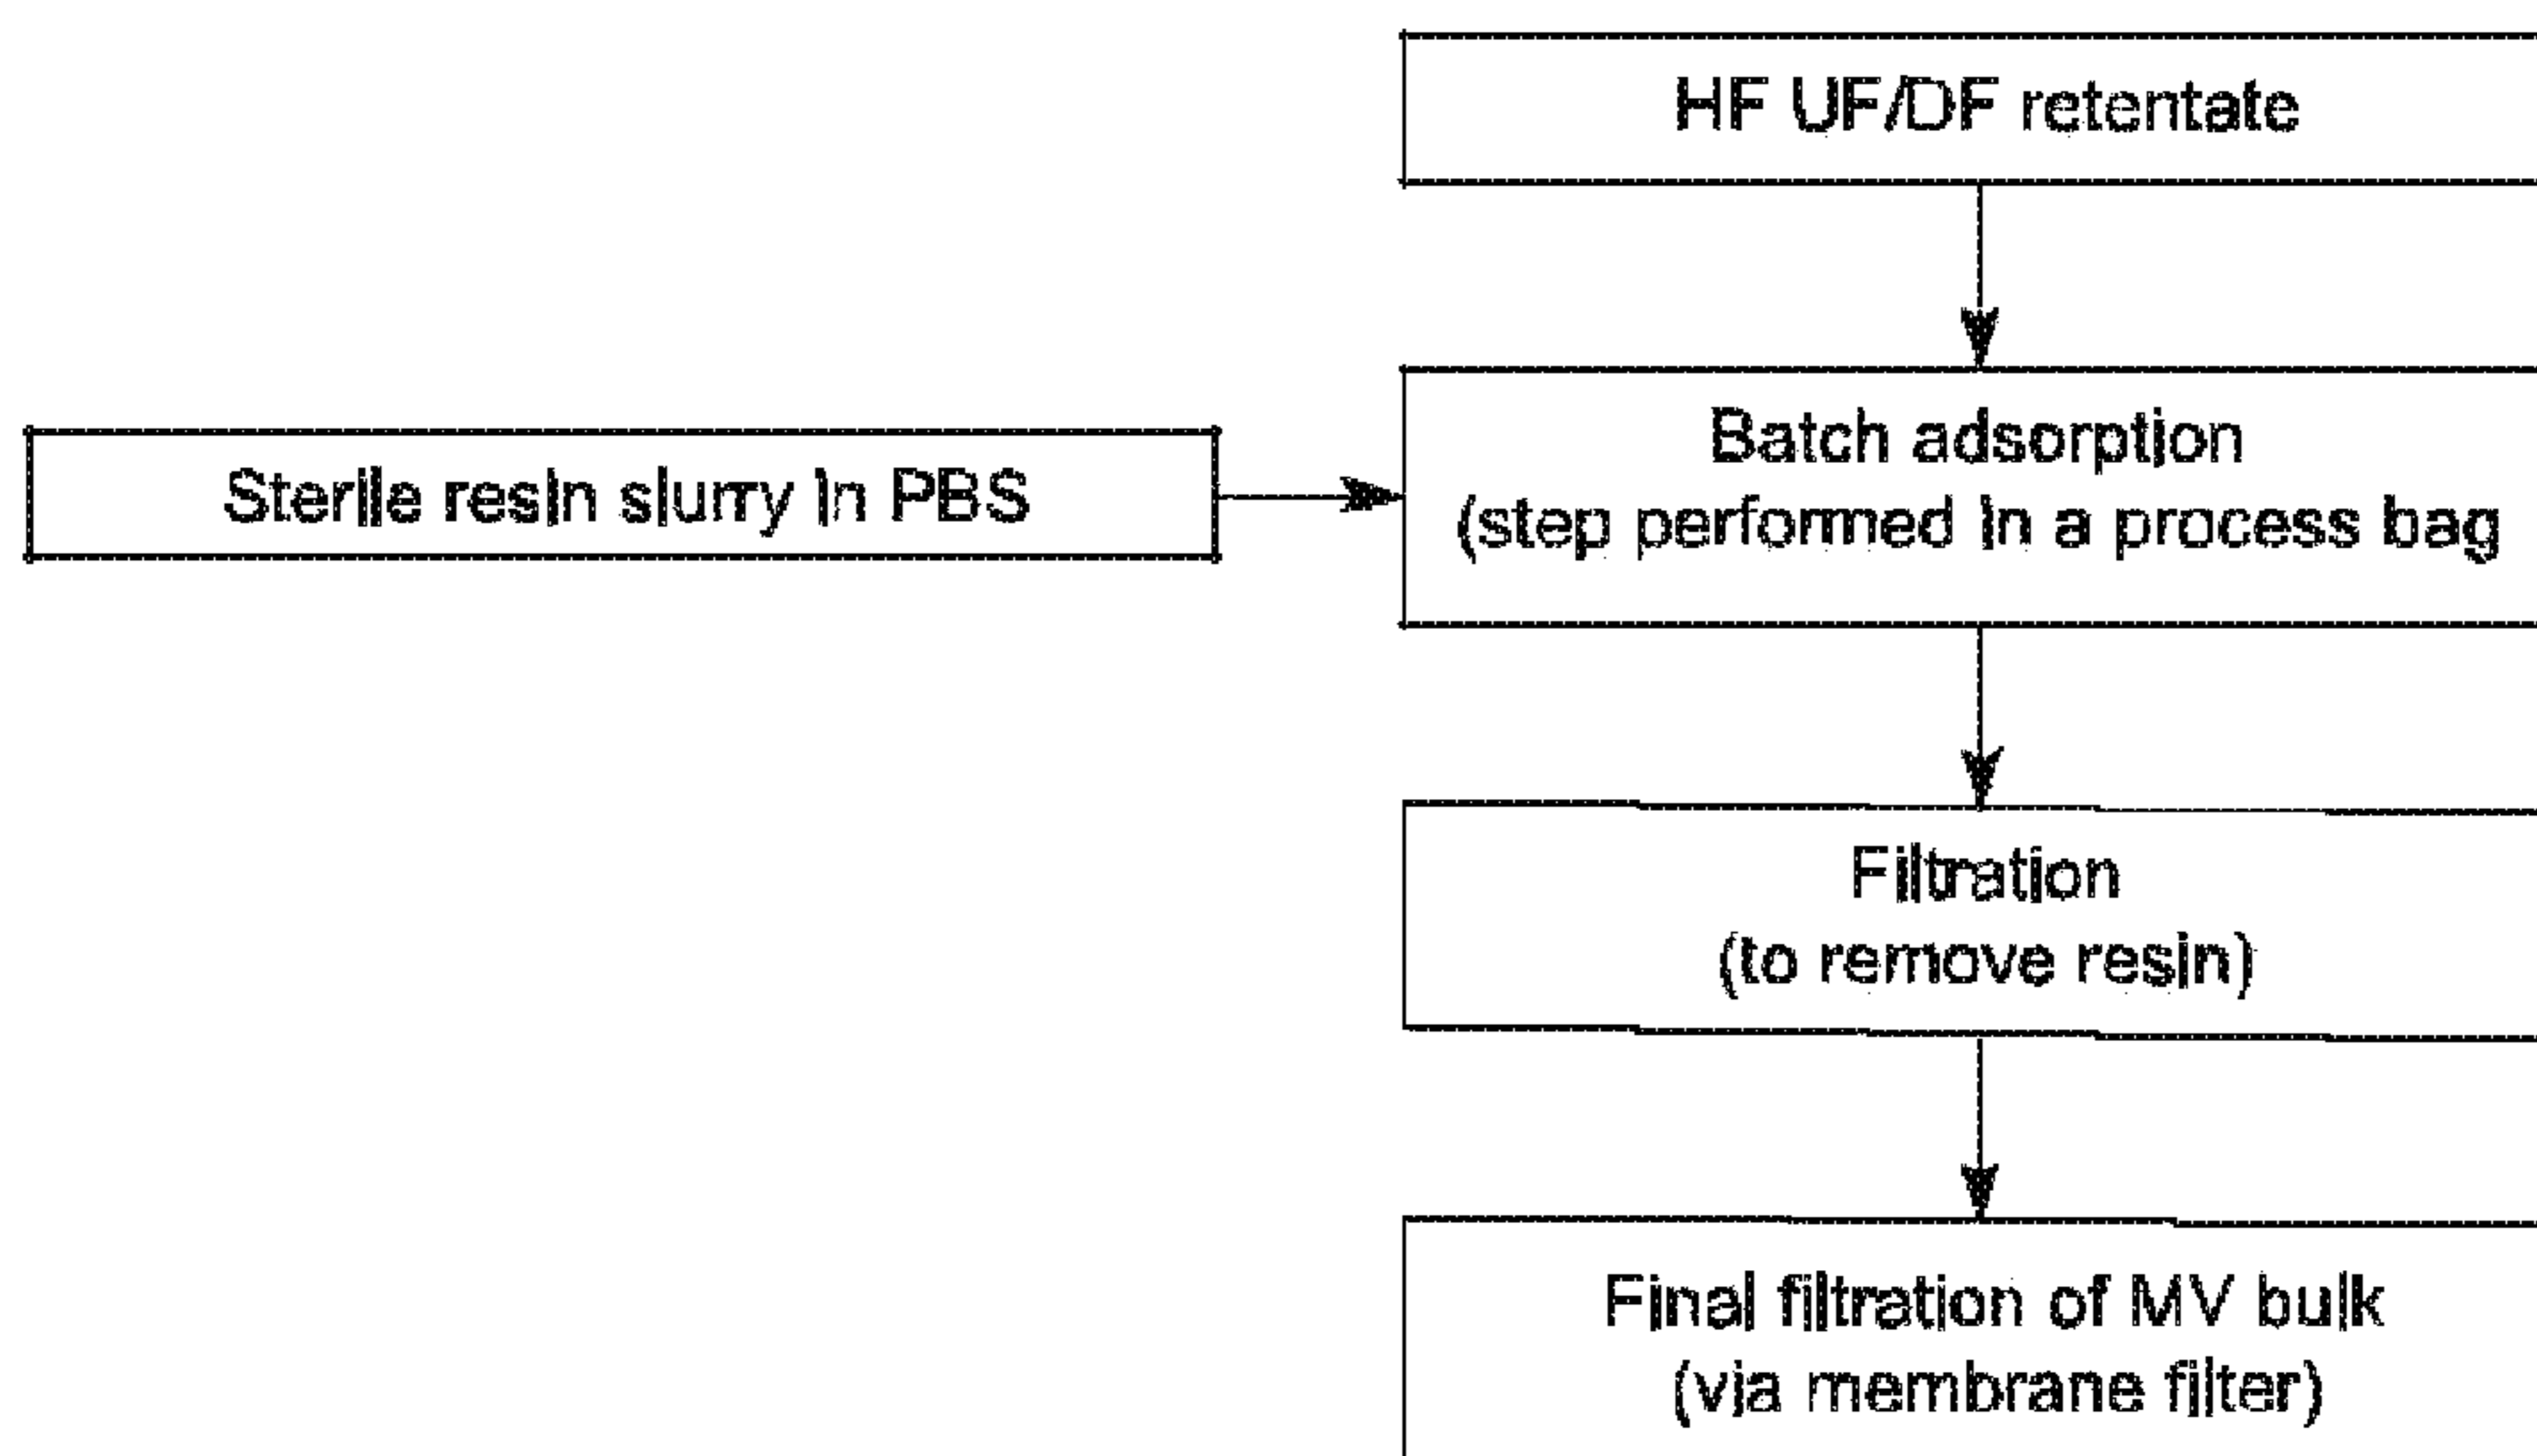 HF UF/DF retentate
Sterile resin slurry in PBS
Batch adsorption
(step performed in a process bag
Filtration
(to remove resin)
Final filtration of MV bulk
(via membrane filter)